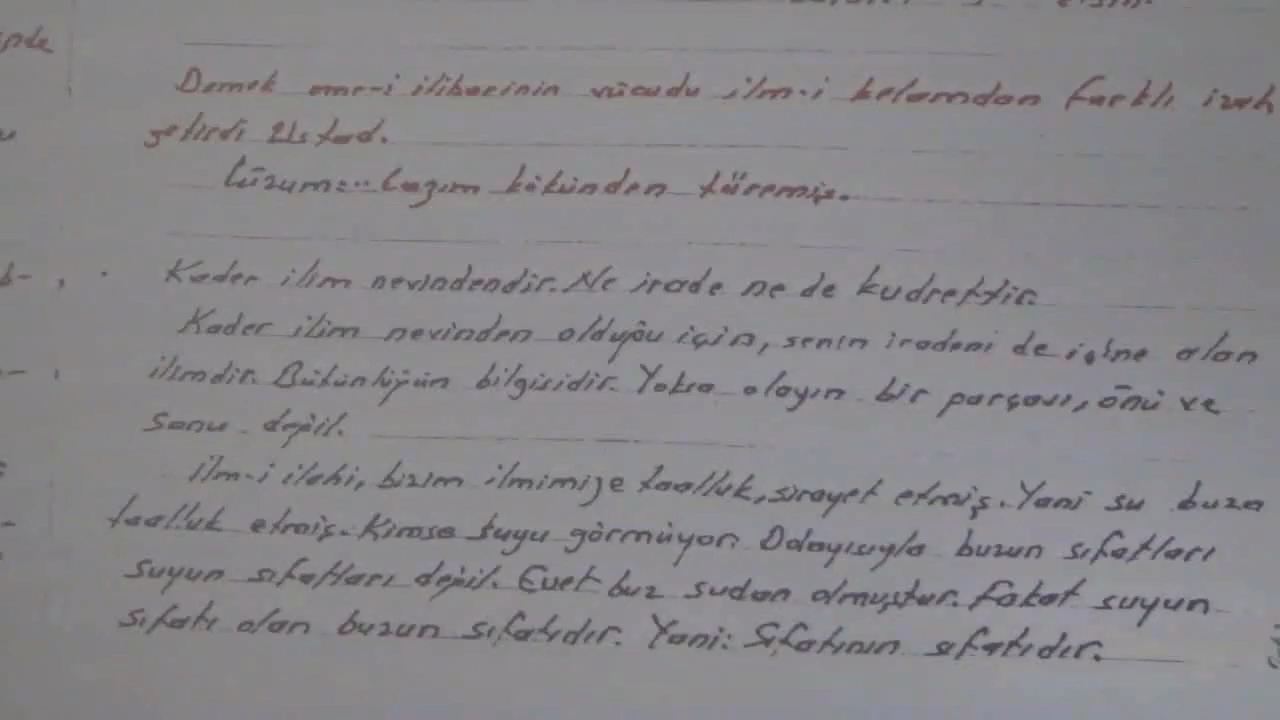 Demek emr-i itibarinin vücudu ilm-i kelamdan farklı izah
getirdi Üstad.
Lüzum:.. Lazım kökünden türemiş.
Kader ilim nevindendir. Ne irade ne de kudrettir.
Kader ilim nevinden olduğu için, senin iradeni de içine alan
ilimdir. Bütünlüğün bilgisidir. Yoksa olayın bir parçası, önü ve
sonu değil.
İlm-i ilahi, bizim ilmimize taalluk, sirayet etmiş. Yani su buza
taalluk etmiş. Kimse suyu görmüyor. Dolayısıyla buzun sıfatları
suyun sıfatları değil. Evet buz sudan olmuştur. Fakat suyun
sıfatı olan buzun sıfatıdır. Yani: Sıfatının sıfatıdır.